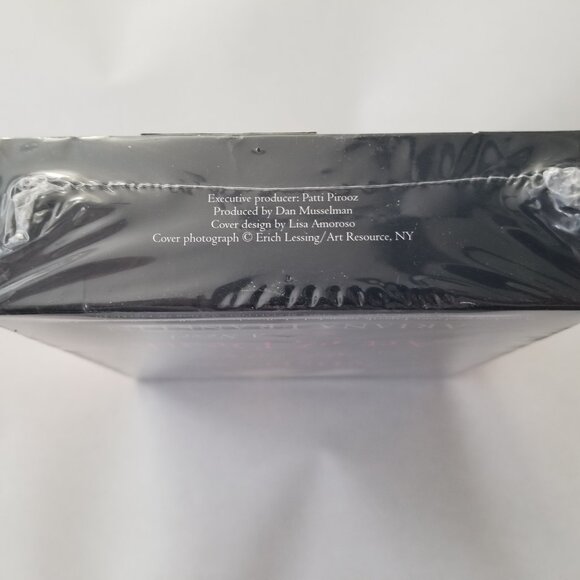 Executive producer: Patti Pirooz
Produced by Dan Musselman
Cover design by Lisa Amoroso
Cover photograph © Erich Lessing/Art Resource, NY